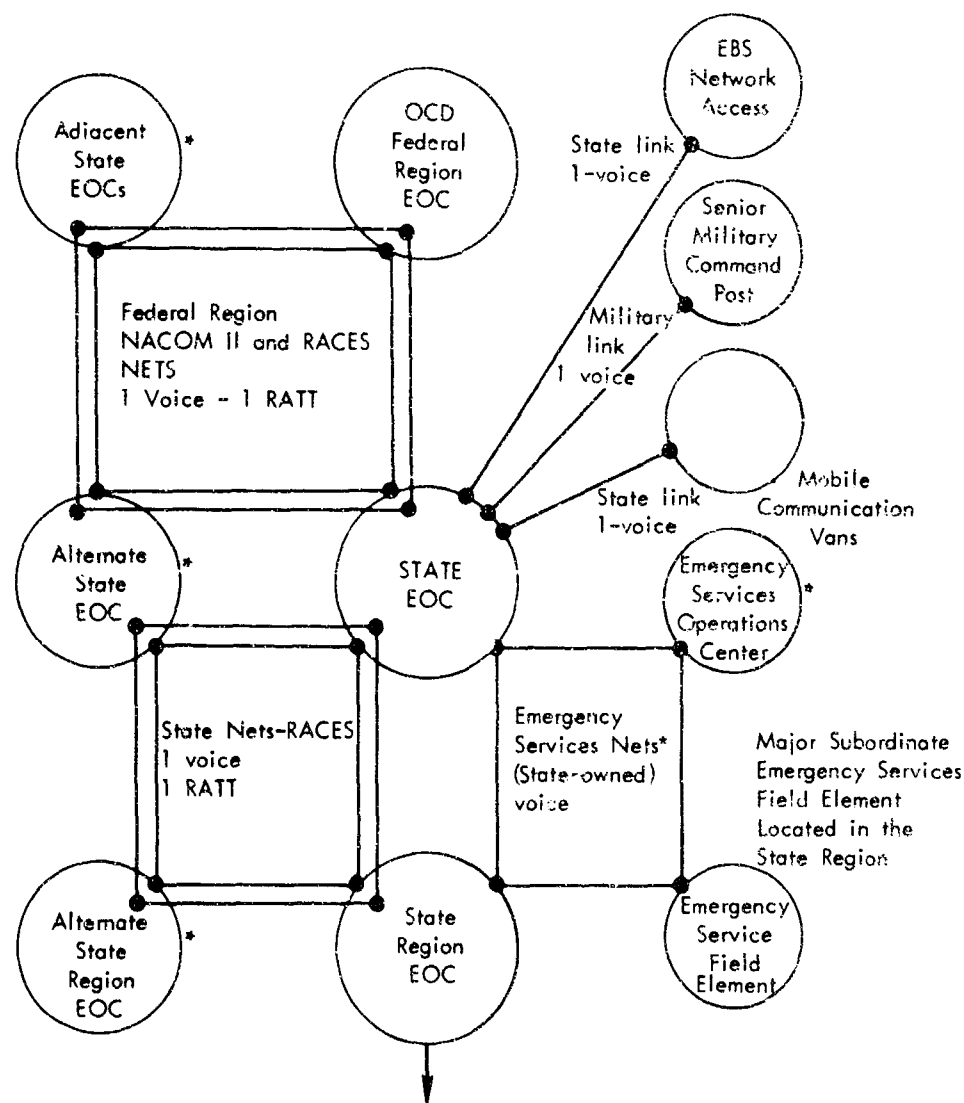 EBS
Network
Access
Adjacent
State
EOCs
*
OCD
Federal
Region
EOC
State link
1-voice
Senior
Military
Command
Post
Federal Region
NACOM II and RACES
NETS
1 Voice - 1 RATT
Military
link
1 voice
State link
1-voice
Mobile
Communication
Vans
Alternate
State
EOC
*
STATE
EOC
Emergency
Services
Operations
Center
*
State Nets-RACES
1 voice
1 RATT
Emergency
Services Nets*
(State-owned)
voice
Major Subordinate
Emergency Services
Field Element
Located in the
State Region
Alternate
State
Region
EOC
*
State
Region
EOC
Emergency
Service
Field
Element